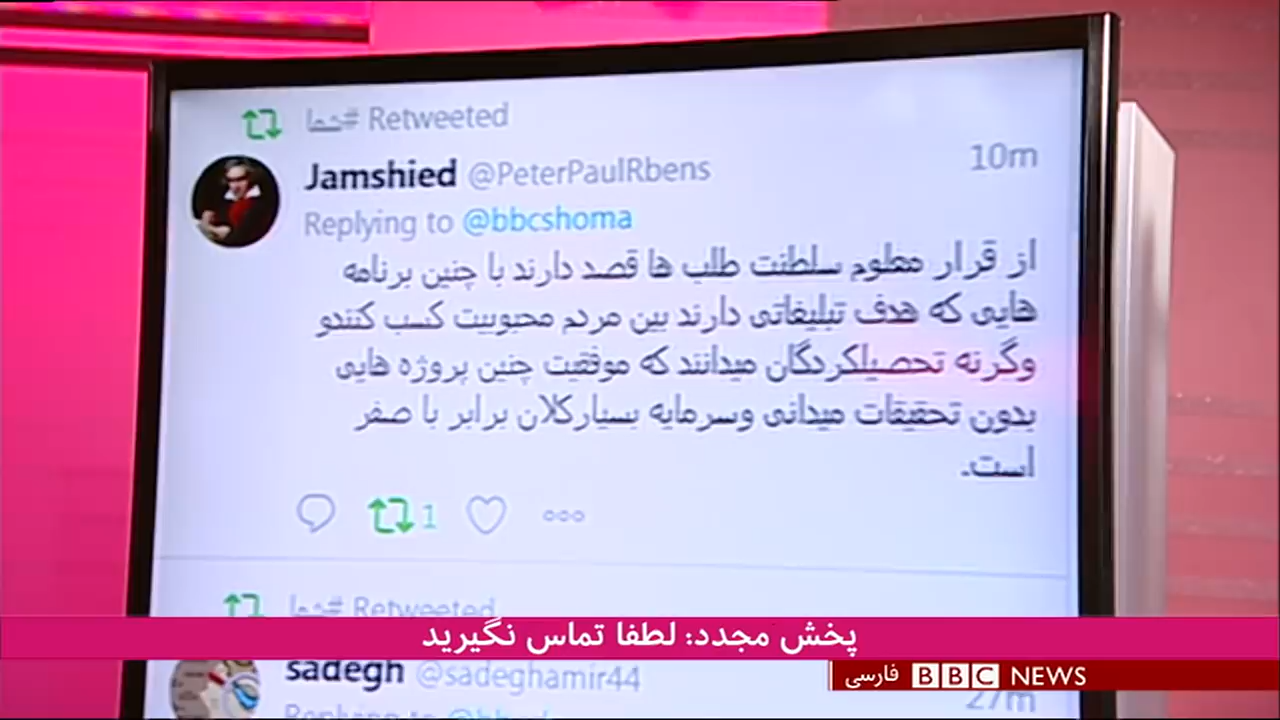 #شما Retweeted
Jamshied @PeterPaulRbens 10m
Replying to @bbcshoma
از قرار معلوم سلطنت طلب ها قصد دارند با چنین برنامه
هایی که هدف تبلیغاتی دارند بین مردم محبوبیت کسب کنندو
وگرنه تحصیلکردگان میدانند که موفقیت چنین پروژه هایی
بدون تحقیقات میدانی وسرمایه بسیارکلان برابر با صفر
است.
1
#شما Retweeted
پخش مجدد: لطفا تماس نگیرید
sadegh @sadeghamir44 27m
BBC NEWS فارسی
Replying to